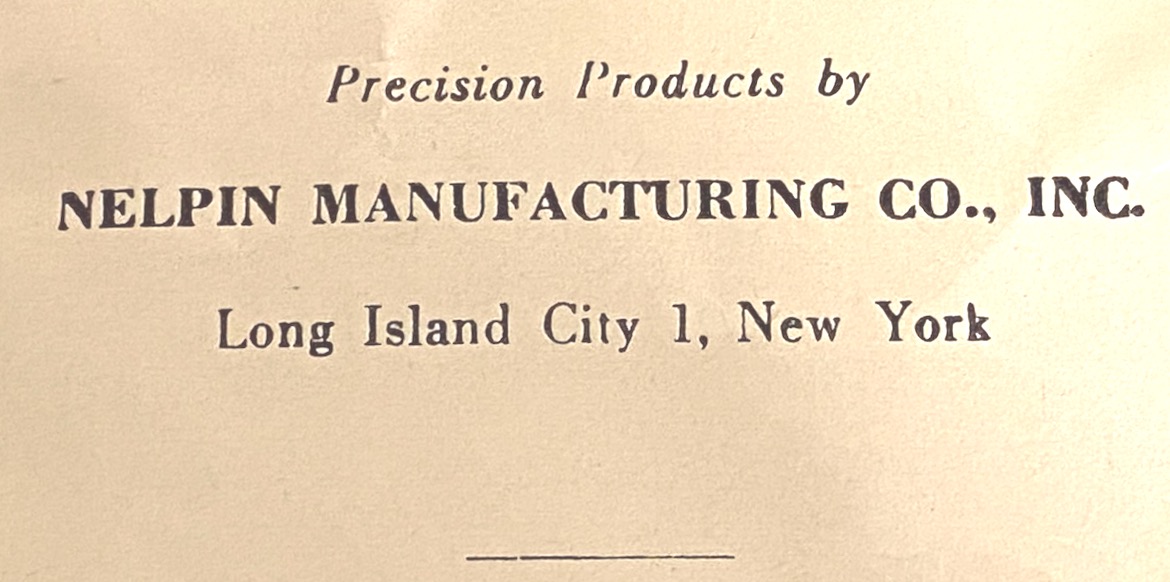 Precision Products by
NELPIN MANUFACTURING CO., INC.
Long Island City 1, New York